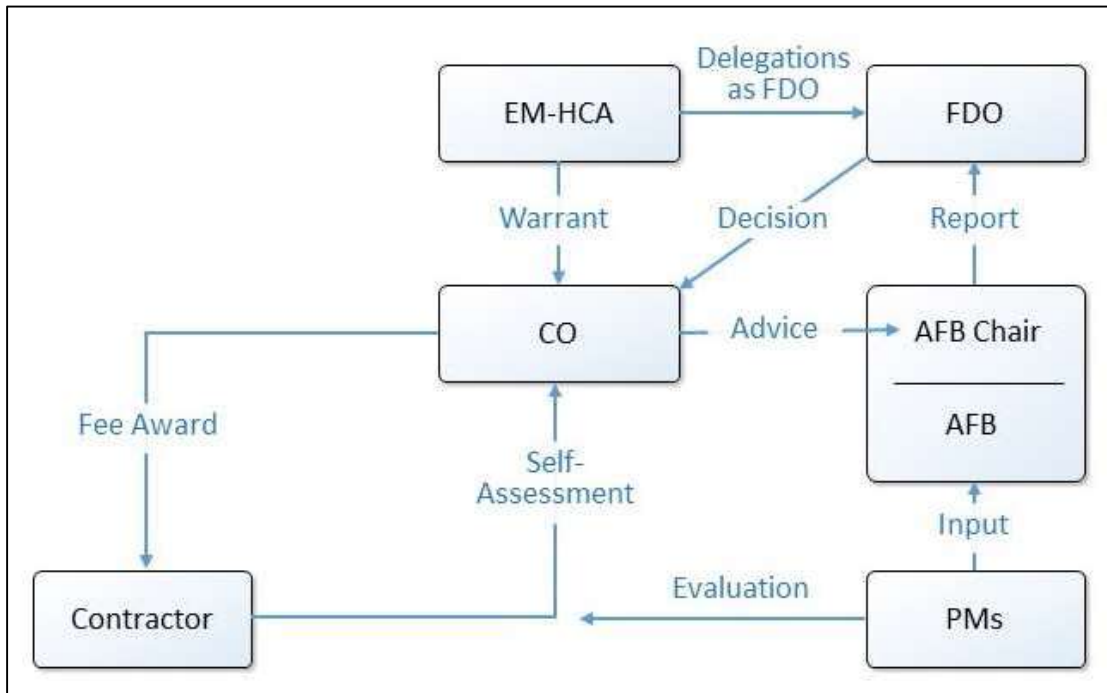 Delegations
as FDO
EM-HCA
FDO
Warrant
Decision
Report
CO
Advice
AFB Chair
AFB
Fee Award
Self-
Assessment
Input
Evaluation
Contractor
PMs